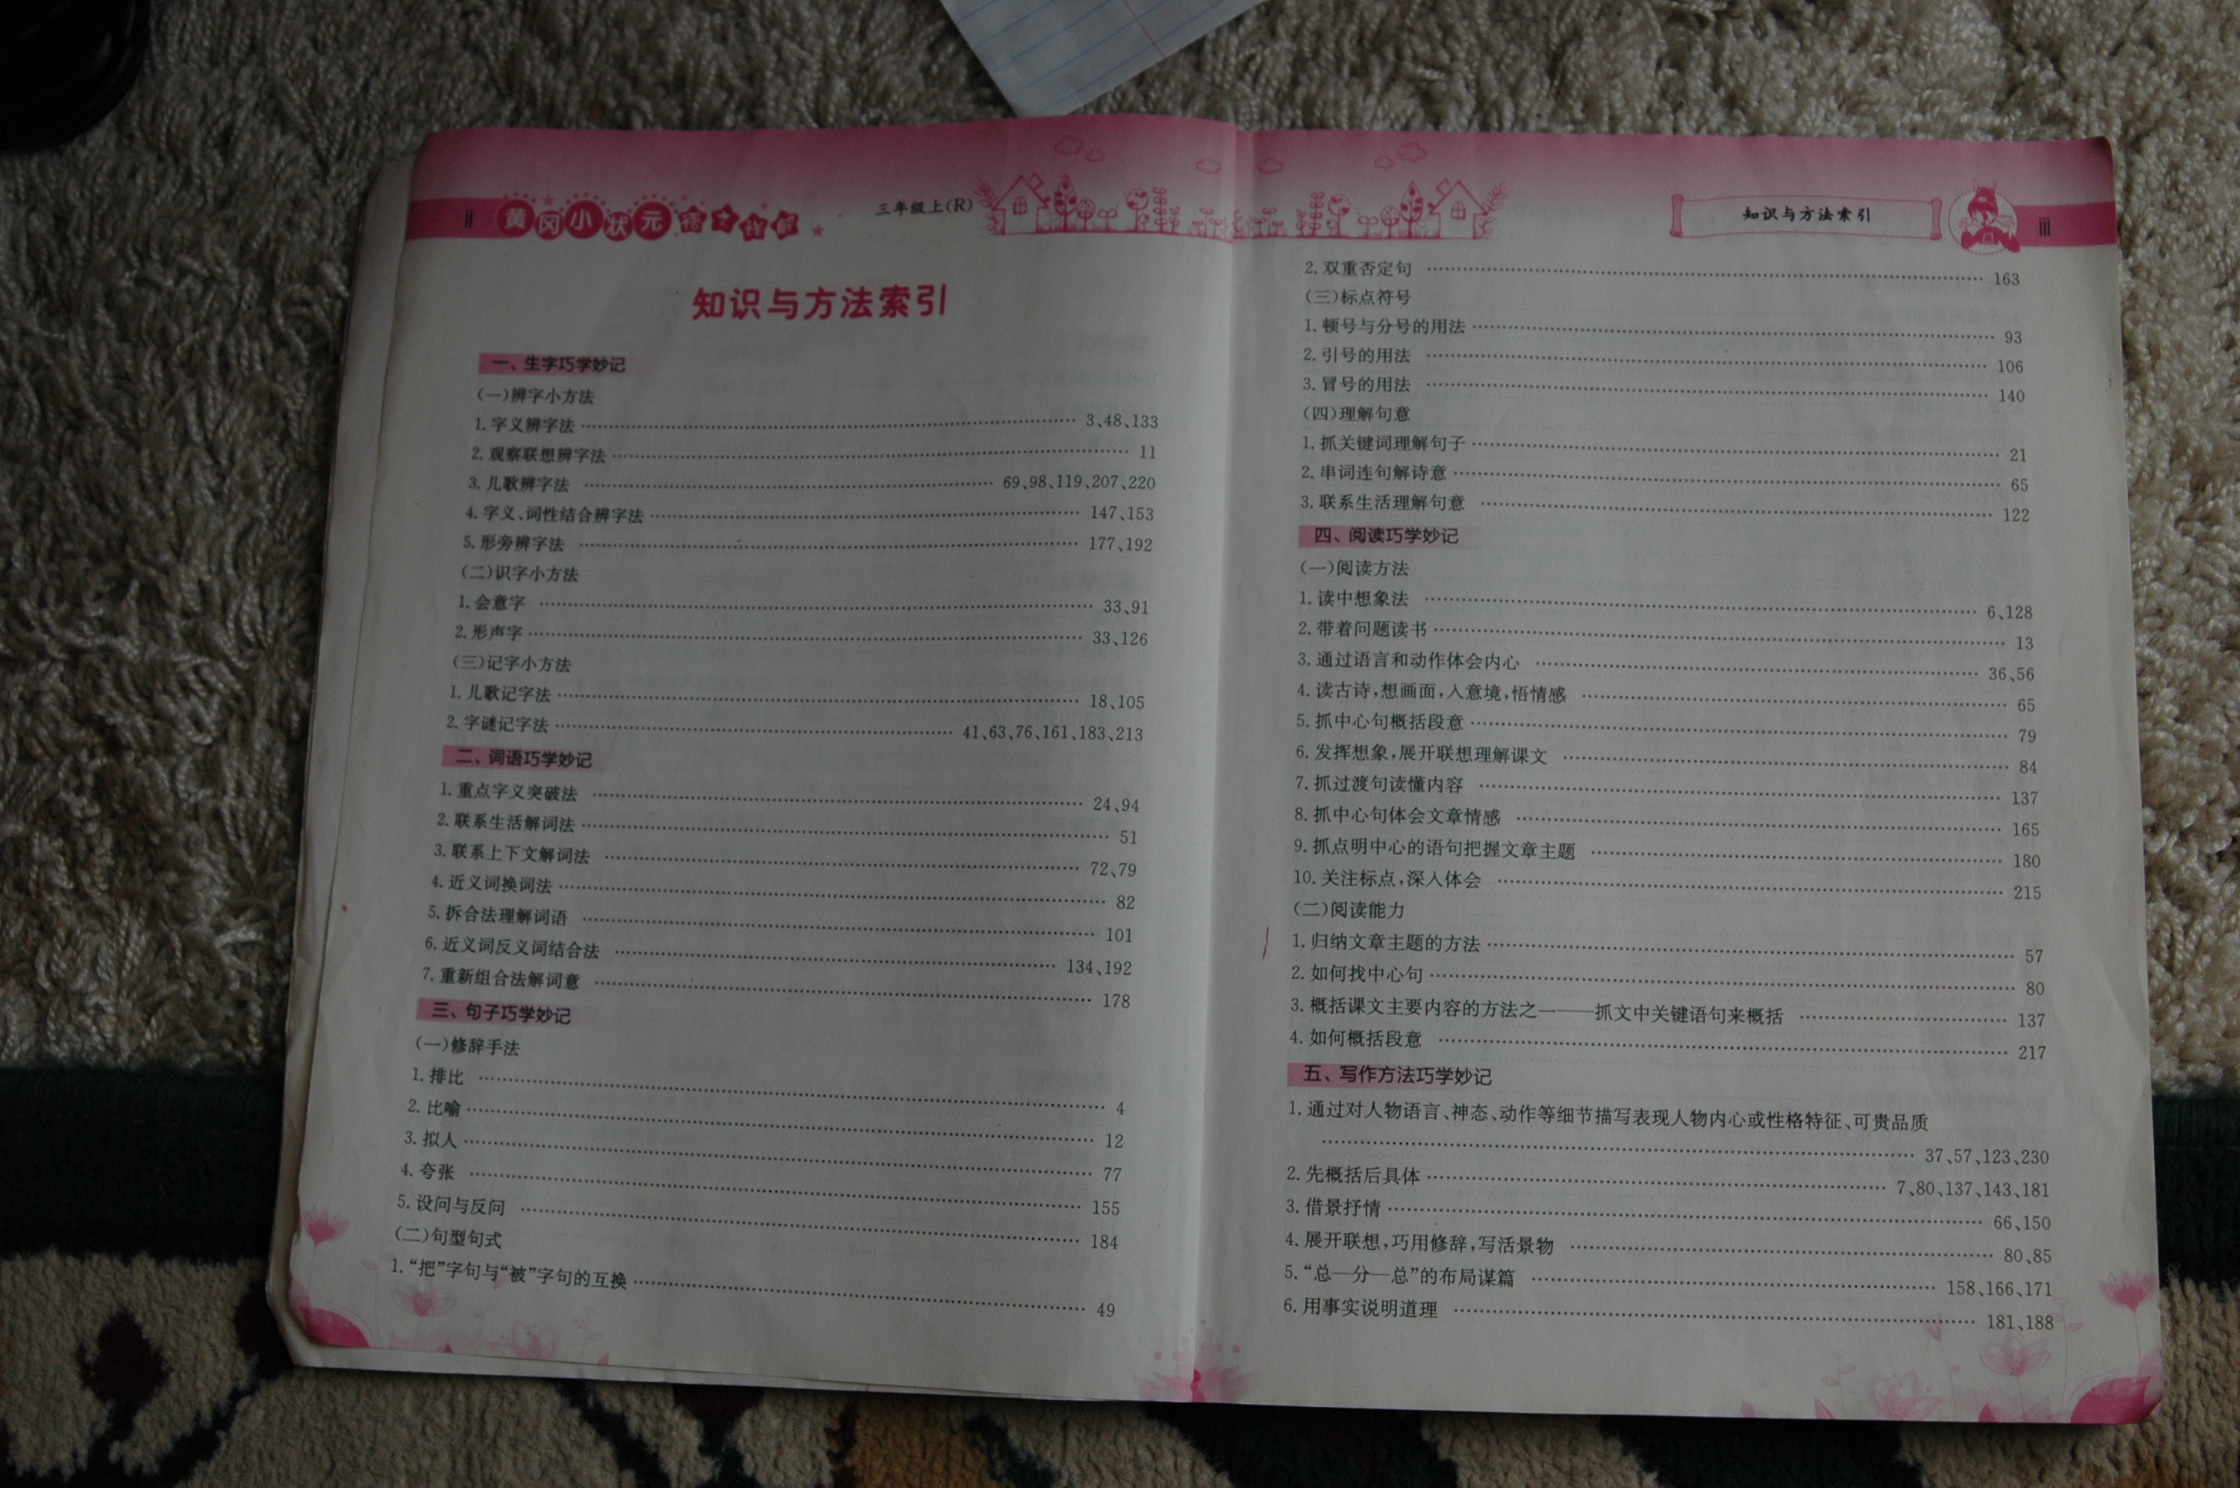 ii 黄冈小状元语文详解 三年级上(R)
知识与方法索引
一、生字巧学妙记
(一)辨字小方法
1.字义辨字法 3、48、133
2.观察联想辨字法 11
3.儿歌辨字法 69、98、119、207、220
4.字义、词性结合辨字法 147、153
5.形旁辨字法 177、192
(二)识字小方法
1.会意字 33、91
2.形声字 33、126
(三)记字小方法
1.儿歌记字法 18、105
2.字谜记字法 41、63、76、161、183、213
二、词语巧学妙记
1.重点字义突破法 24、94
2.联系生活解词法 51
3.联系上下文解词法 72、79
4.近义词换词法 82
5.拆合法理解词语 101
6.近义词反义词结合法 134、192
7.重新组合法解词意 178
三、句子巧学妙记
(一)修辞手法
1.排比 4
2.比喻 12
3.拟人 77
4.夸张 155
5.设问与反问 184
(二)句型句式
1.“把”字句与“被”字句的互换 49
知识与方法索引 iii
2.双重否定句 163
(三)标点符号
1.顿号与分号的用法 93
2.引号的用法 106
3.冒号的用法 140
(四)理解句意
1.抓关键词理解句子 21
2.串词连句解诗意 65
3.联系生活理解句意 122
四、阅读巧学妙记
(一)阅读方法
1.读中想象法 6、128
2.带着问题读书 13
3.通过语言和动作体会内心 36、56
4.读古诗,想画面,入意境,悟情感 65
5.抓中心句概括段意 79
6.发挥想象,展开联想理解课文 84
7.抓过渡句读懂内容 137
8.抓中心句体会文章情感 165
9.抓点明中心的语句把握文章主题 180
10.关注标点,深入体会 215
(二)阅读能力
1.归纳文章主题的方法 57
2.如何找中心句 80
3.概括课文主要内容的方法之一——抓文中关键语句来概括 137
4.如何概括段意 217
五、写作方法巧学妙记
1.通过对人物语言、神态、动作等细节描写表现人物内心或性格特征、可贵品质
37、57、123、230
2.先概括后具体 7、80、137、143、181
3.借景抒情 66、150
4.展开联想,巧用修辞,写活景物 80、85
5.“总—分—总”的布局谋篇 158、166、171
6.用事实说明道理 181、188